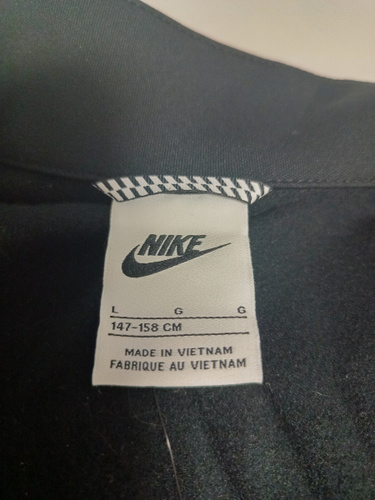 NIKE
L G G
147-158 CM
MADE IN VIETNAM
FABRIQUE AU VIETNAM